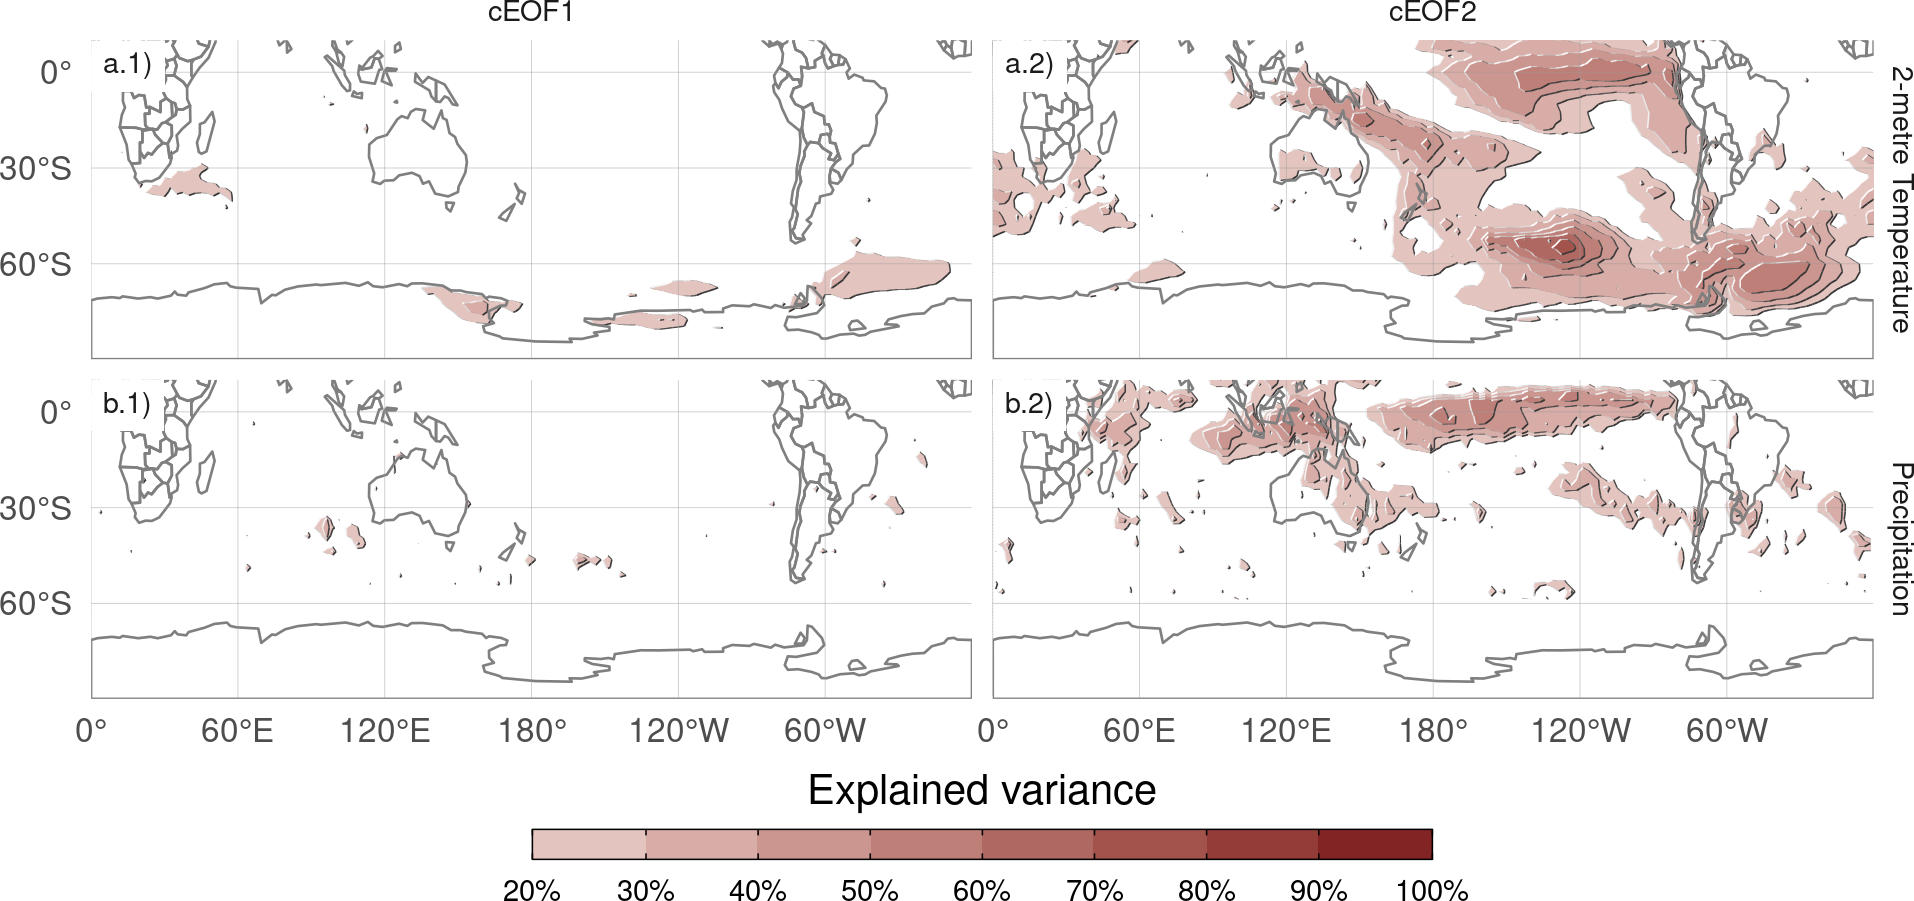 cEOF1 cEOF2
a.1) a.2)
0°
30°S
60°S
2-metre Temperature
b.1) b.2)
0°
30°S
60°S
Precipitation
0° 60°E 120°E 180° 120°W 60°W 0° 60°E 120°E 180° 120°W 60°W
Explained variance
20% 30% 40% 50% 60% 70% 80% 90% 100%